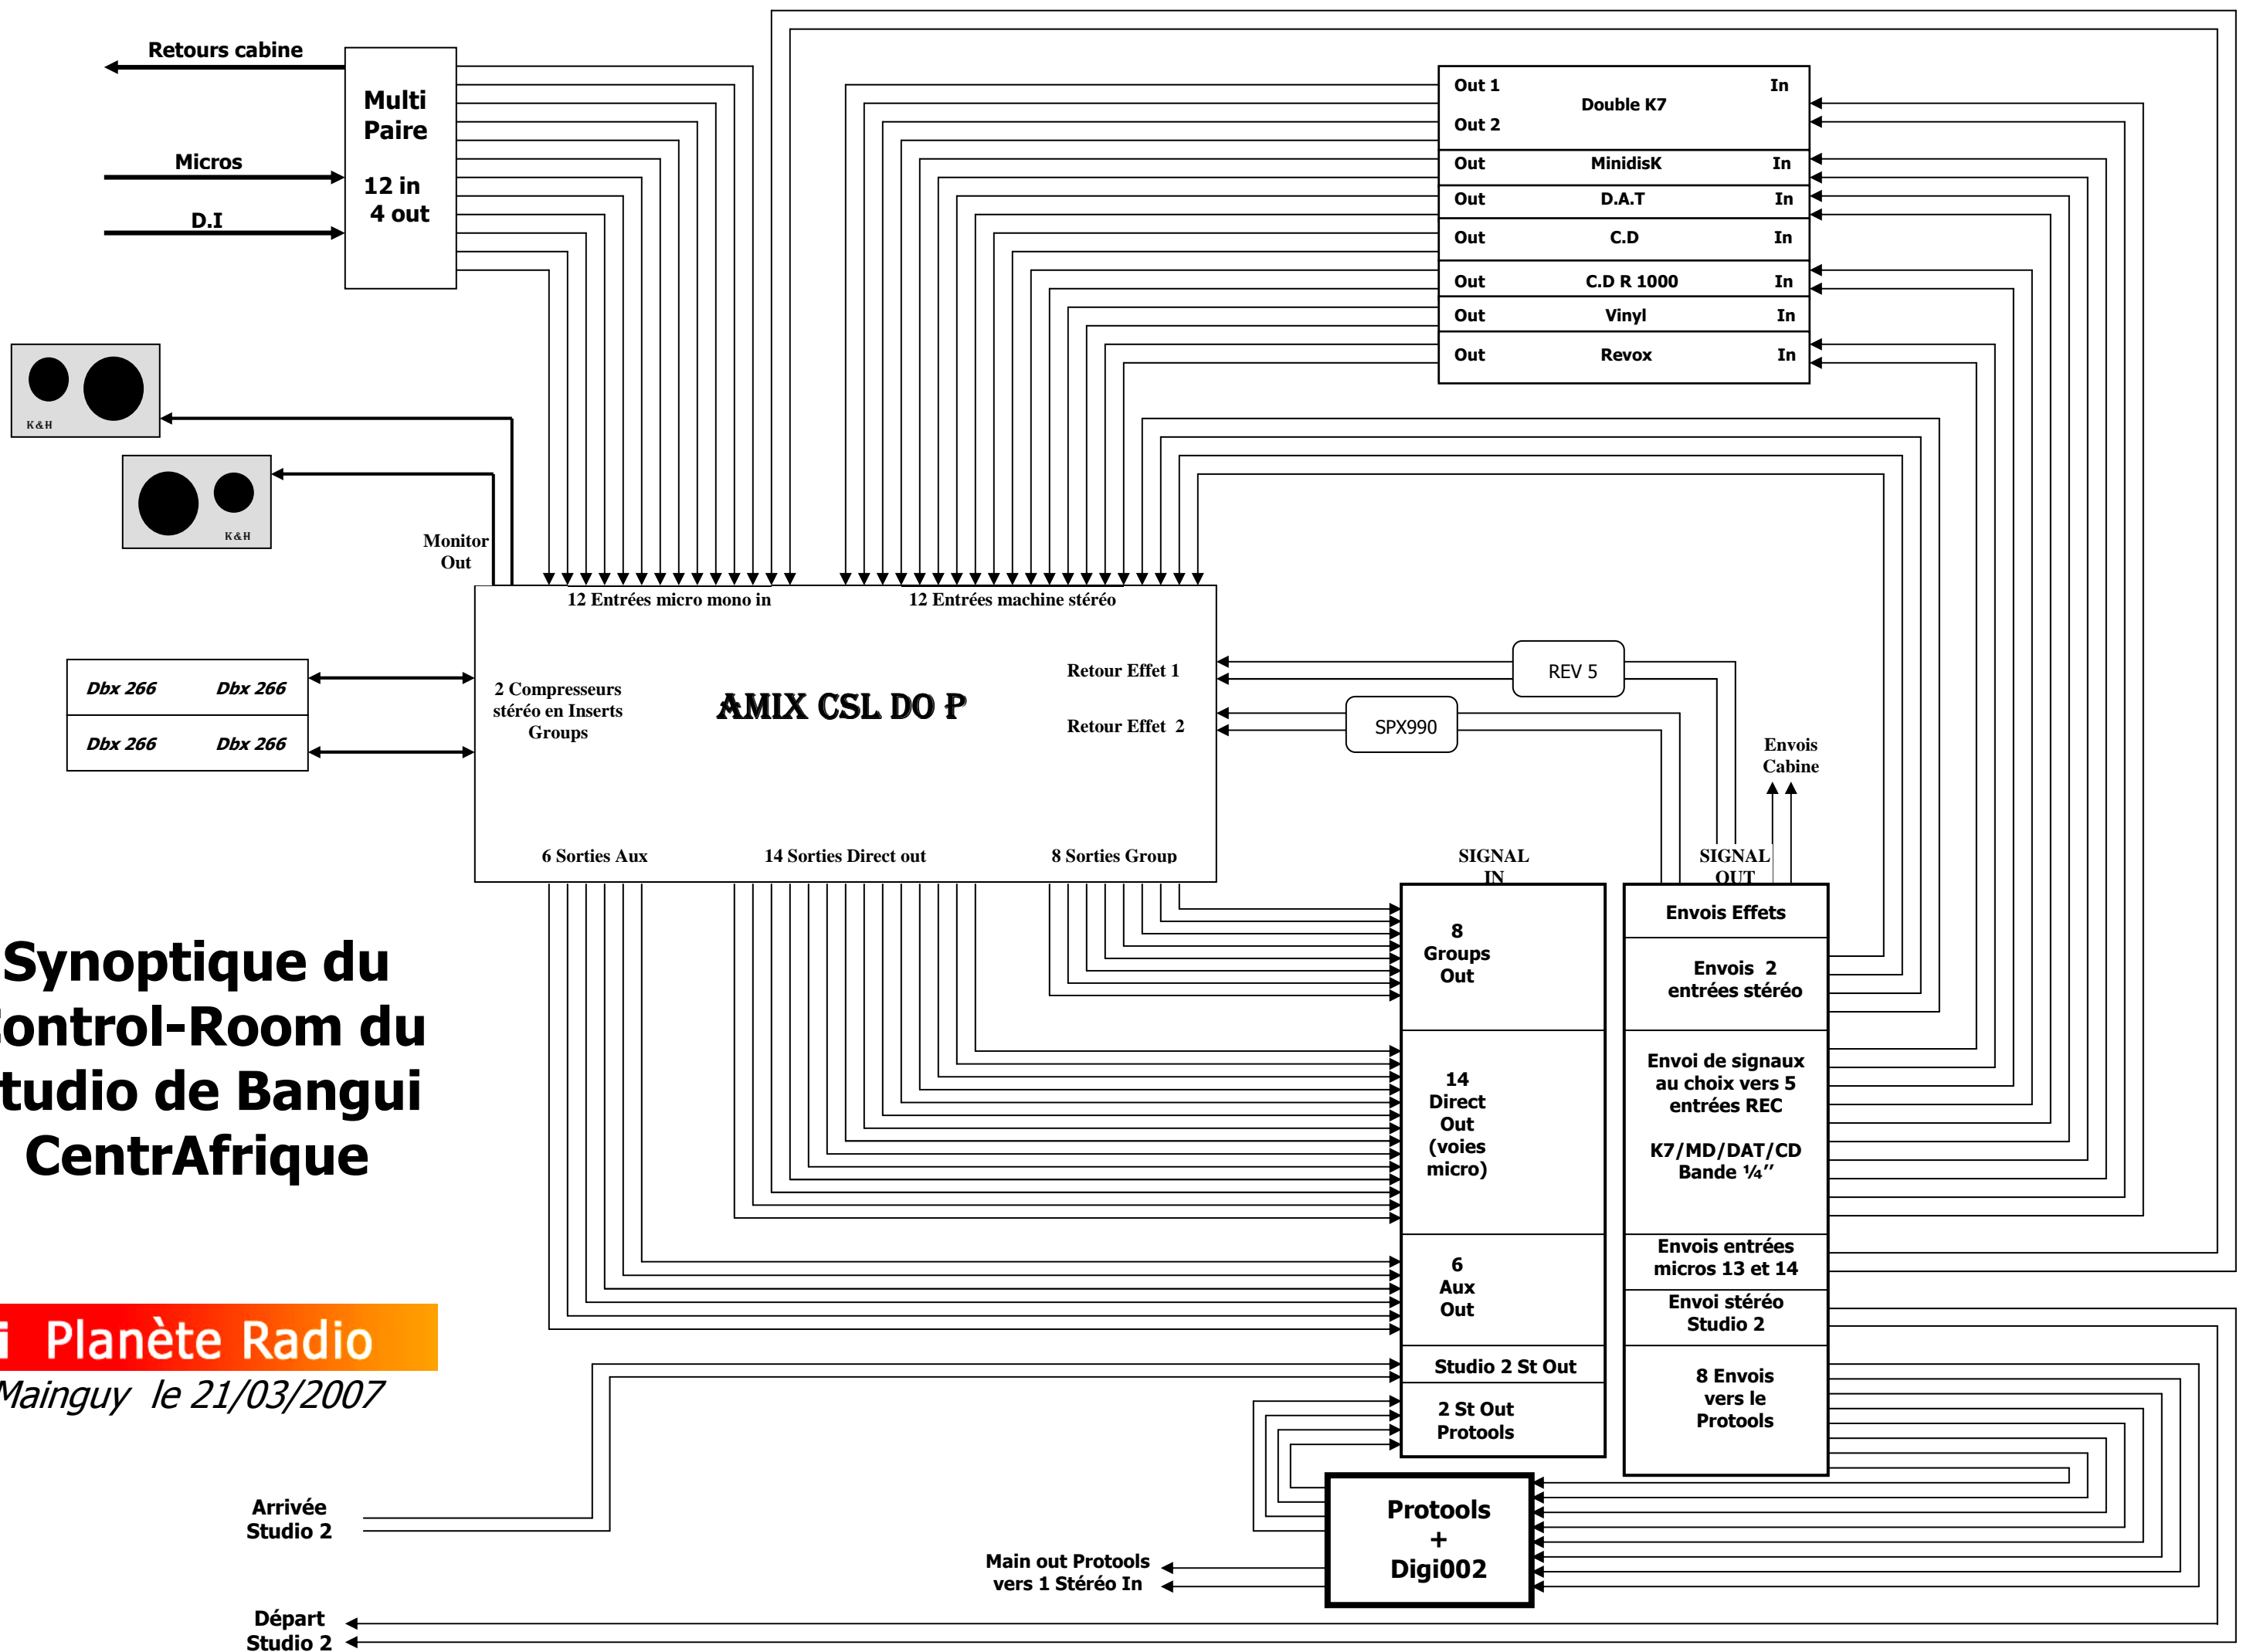 Retours cabine
Multi
Paire
12 in
4 out
Micros
D.I
Out 1
Double K7
In
Out 2
Out MinidisK In
Out D.A.T In
Out C.D In
Out C.D R 1000 In
Out Vinyl In
Out Revox In
K&H
K&H
Monitor
Out
12 Entrées micro mono in
12 Entrées machine stéréo
Dbx 266 Dbx 266
Dbx 266 Dbx 266
2 Compresseurs
stéréo en Inserts
Groups
AMIX CSL DO P
Retour Effet 1
Retour Effet 2
REV 5
SPX990
Envois
Cabine
6 Sorties Aux
14 Sorties Direct out
8 Sorties Group
SIGNAL
IN
SIGNAL
OUT
8
Groups
Out
14
Direct
Out
(voies
micro)
6
Aux
Out
Studio 2 St Out
2 St Out
Protools
Envois Effets
Envois 2
entrées stéréo
Envoi de signaux
au choix vers 5
entrées REC
K7/MD/DAT/CD
Bande ¼’’
Envois entrées
micros 13 et 14
Envoi stéréo
Studio 2
8 Envois
vers le
Protools
Synoptique du
ontrol-Room du
tudio de Bangui
CentrAfrique
i Planète Radio
Mainguy le 21/03/2007
Arrivée
Studio 2
Protools
+
Digi002
Main out Protools
vers 1 Stéréo In
Départ
Studio 2